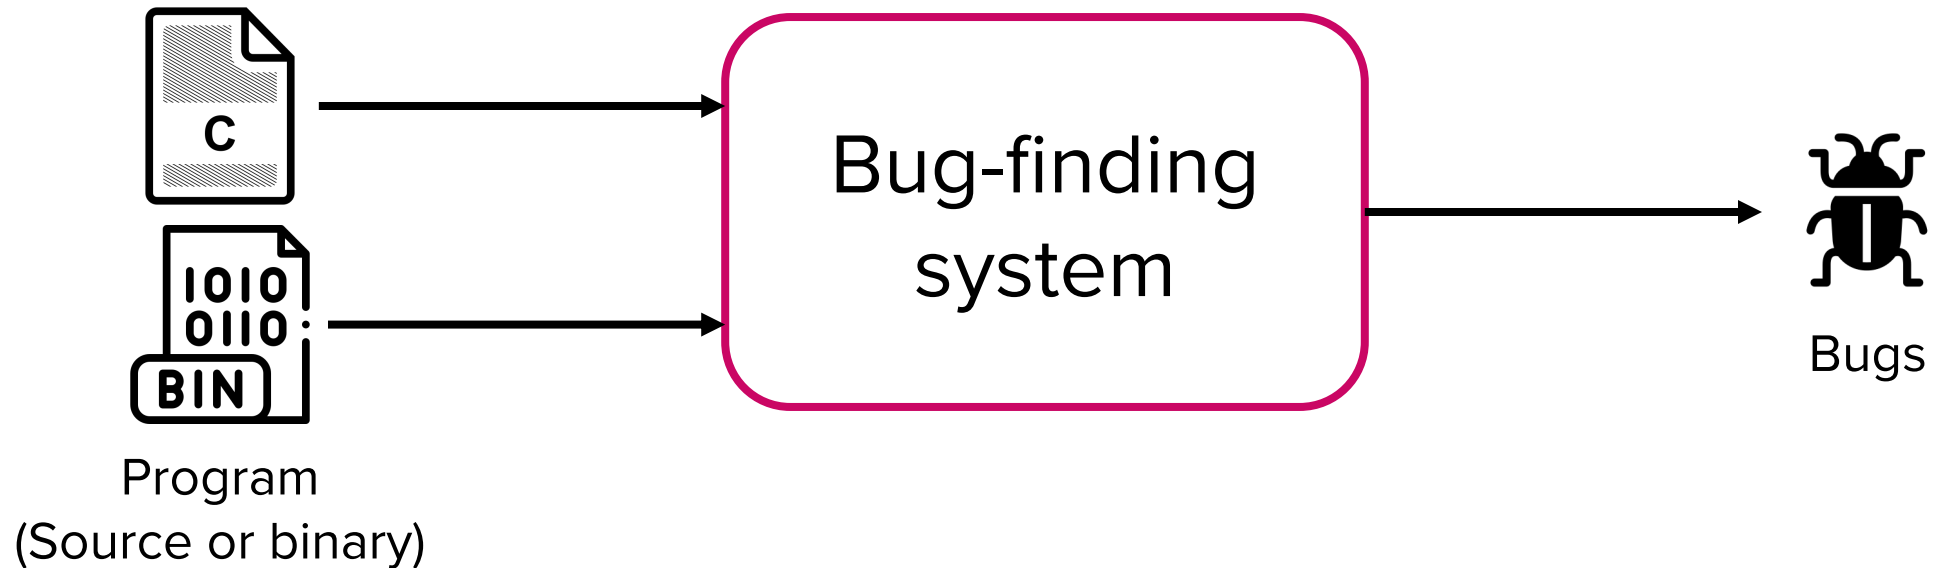 C
1010
0110
BIN
Program
(Source or binary)
Bug-finding
system
Bugs